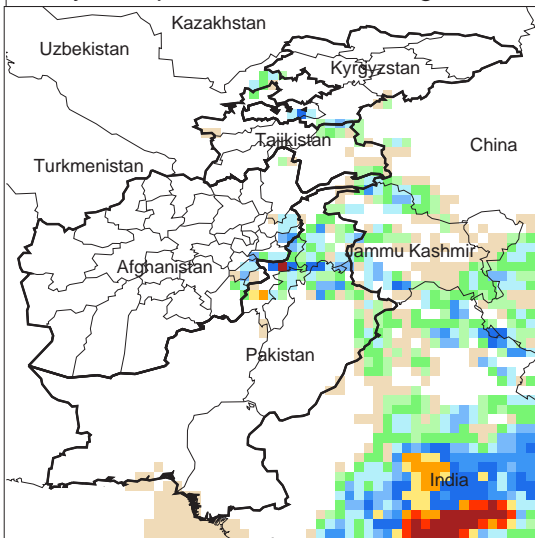 Kazakhstan
Uzbekistan
Kyrgyzstan
Tajikistan
China
Turkmenistan
Jammu Kashmir
Afghanistan
Pakistan
India